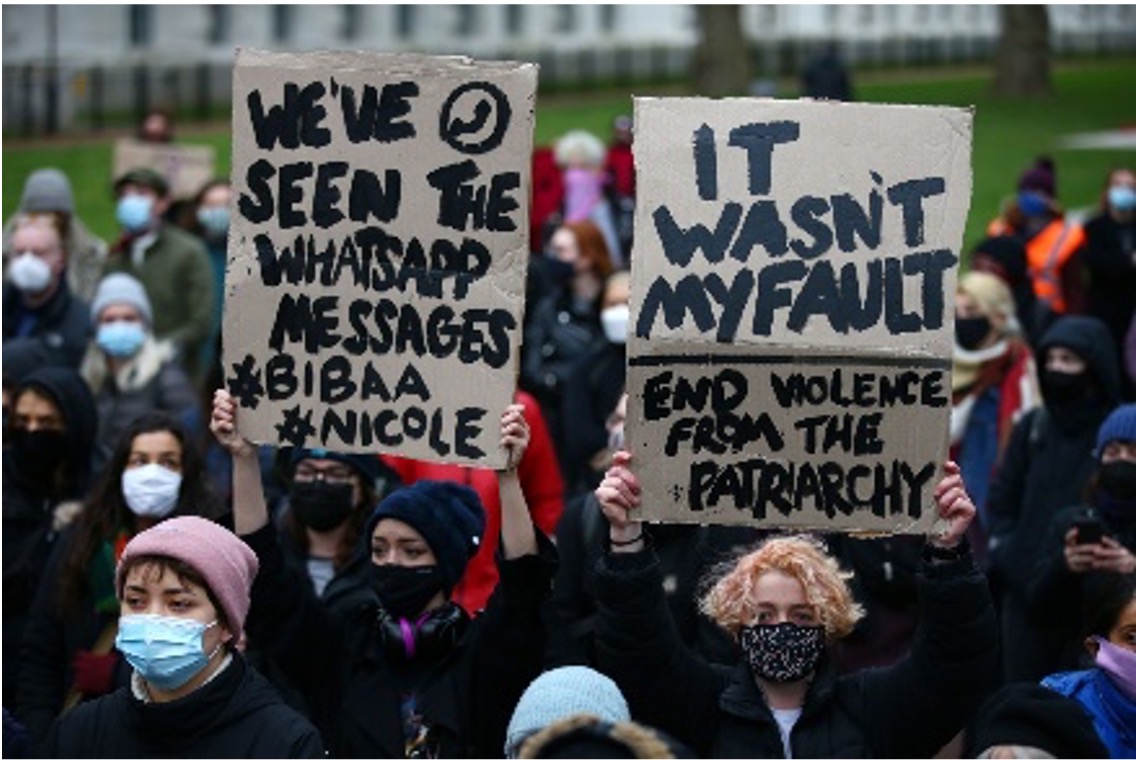 WE'VE
SEEN THE
WHATSAPP
MESSAGES
#BIBAA
#NICOLE
IT
WASN'T
MY FAULT
END VIOLENCE
FROM THE
PATRIARCHY